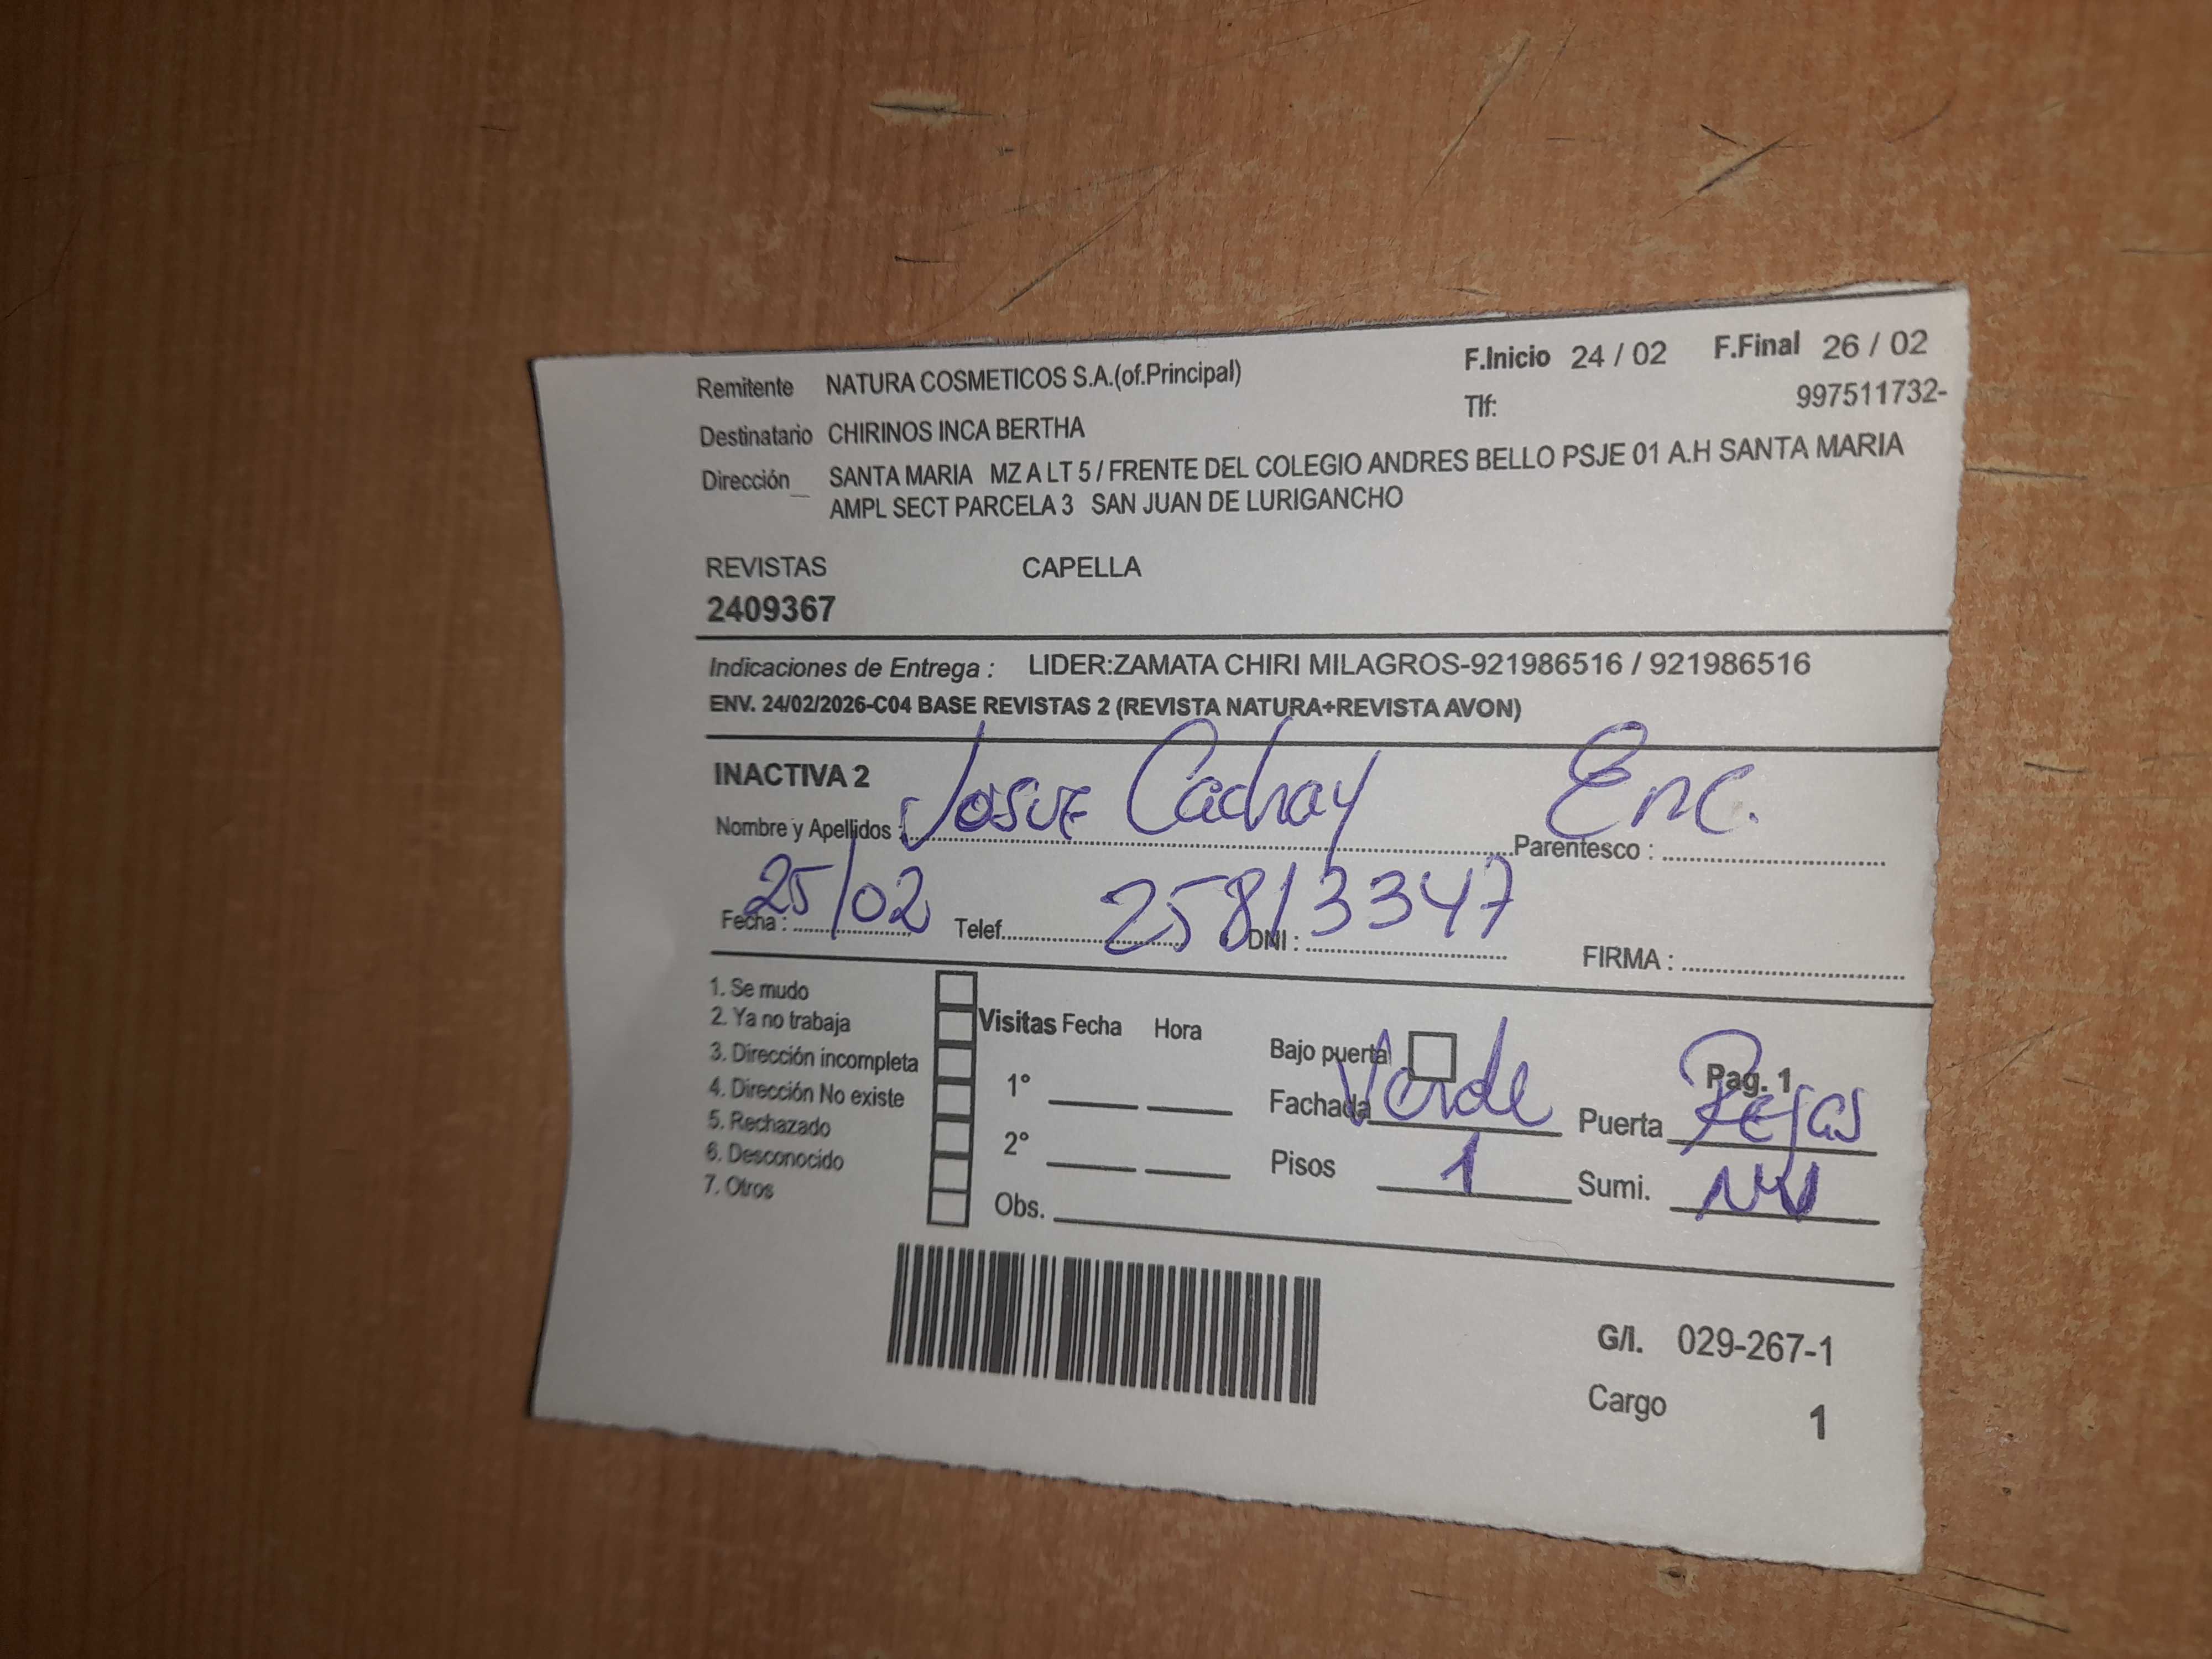 Remitente NATURA COSMETICOS S.A.(of.Principal) F.Inicio 24 / 02 F.Final 26 / 02
Tlf: 997511732-
Destinatario CHIRINOS INCA BERTHA
Dirección SANTA MARIA MZ A LT 5 / FRENTE DEL COLEGIO ANDRES BELLO PSJE 01 A.H SANTA MARIA
AMPL SECT PARCELA 3 SAN JUAN DE LURIGANCHO
REVISTAS CAPELLA
2409367
Indicaciones de Entrega : LIDER:ZAMATA CHIRI MILAGROS-921986516 / 921986516
ENV. 24/02/2026-C04 BASE REVISTAS 2 (REVISTA NATURA+REVISTA AVON)
INACTIVA 2
Nombre y Apellidos : Josue Cachay Parentesco : Enc.
Fecha : 25/02 Telef. DNI : 25813347 FIRMA :
1. Se mudo
2. Ya no trabaja
3. Dirección incompleta
4. Dirección No existe
5. Rechazado
6. Desconocido
7. Otros
Visitas Fecha Hora
1°
2°
Obs.
Bajo puerta Pag. 1
Fachada Verde Puerta Rejas
Pisos 1 Sumi.
G/I. 029-267-1
Cargo 1